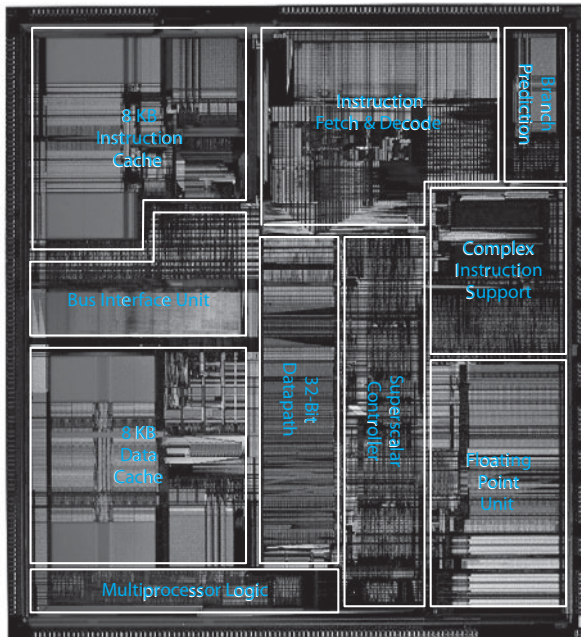 8 KB
Instruction
Cache
Instruction
Fetch & Decode
Branch
Prediction
Complex
Instruction
Support
Bus Interface Unit
32-Bit
Datapath
Superscalar
Controller
8 KB
Data
Cache
Floating
Point
Unit
Multiprocessor Logic